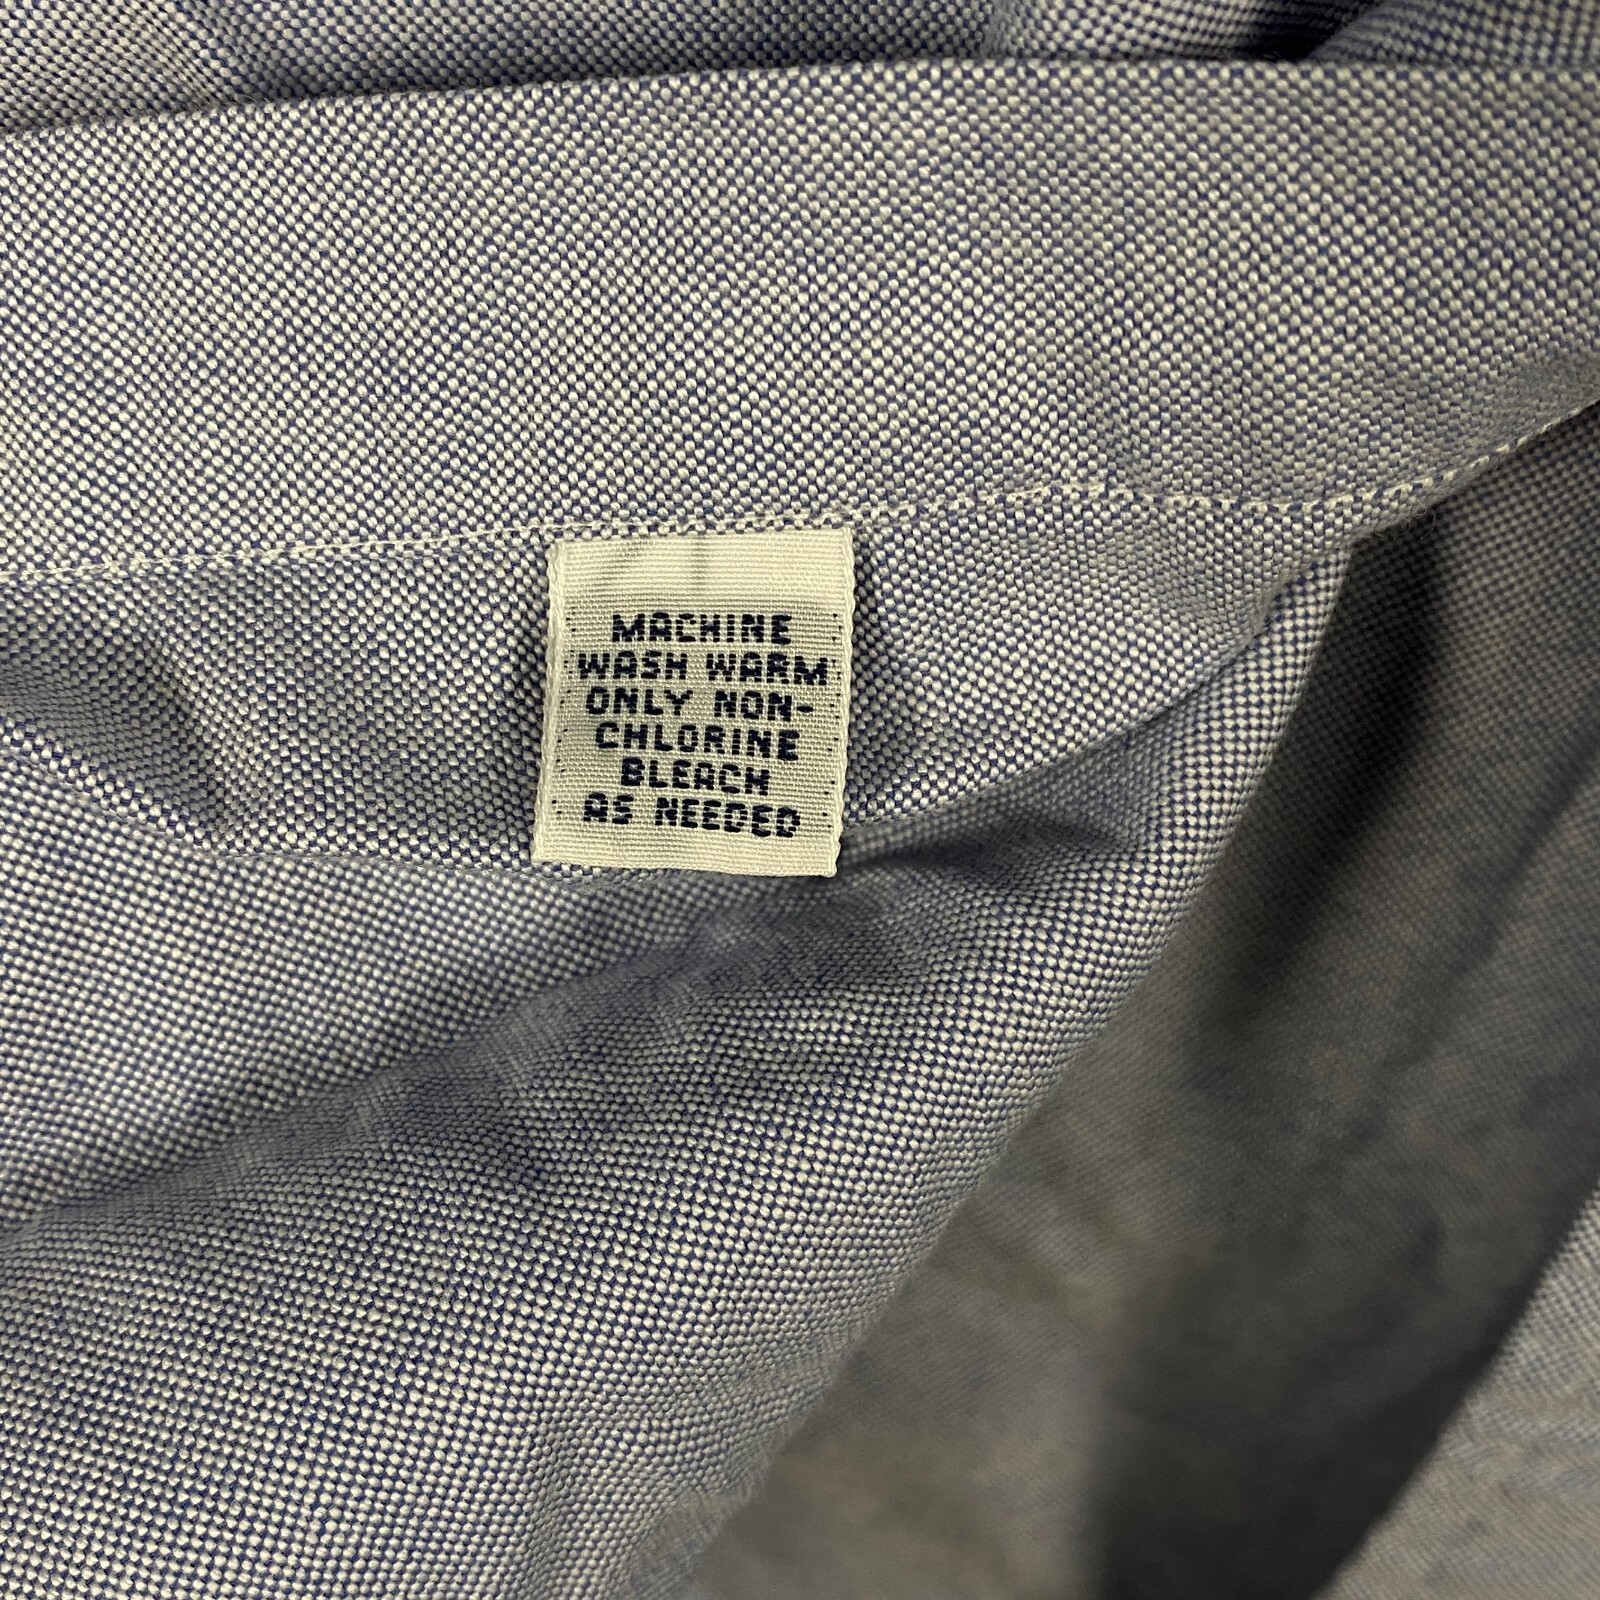 MACHINE
WASH WARM
ONLY NON-
CHLORINE
BLEACH
AS NEEDED